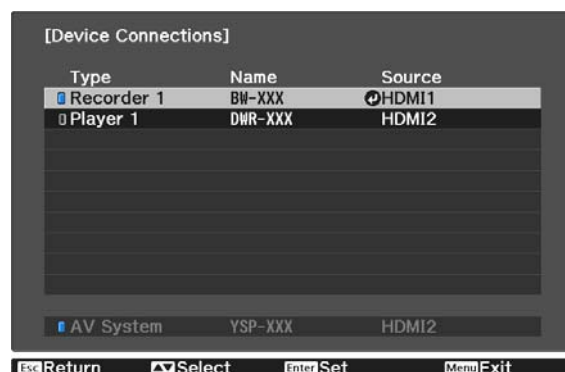 [Device Connections]
Type Name Source
Recorder 1 BW-XXX HDMI1
Player 1 DWR-XXX HDMI2
AV System YSP-XXX HDMI2
Esc Return Select Enter Set Menu Exit